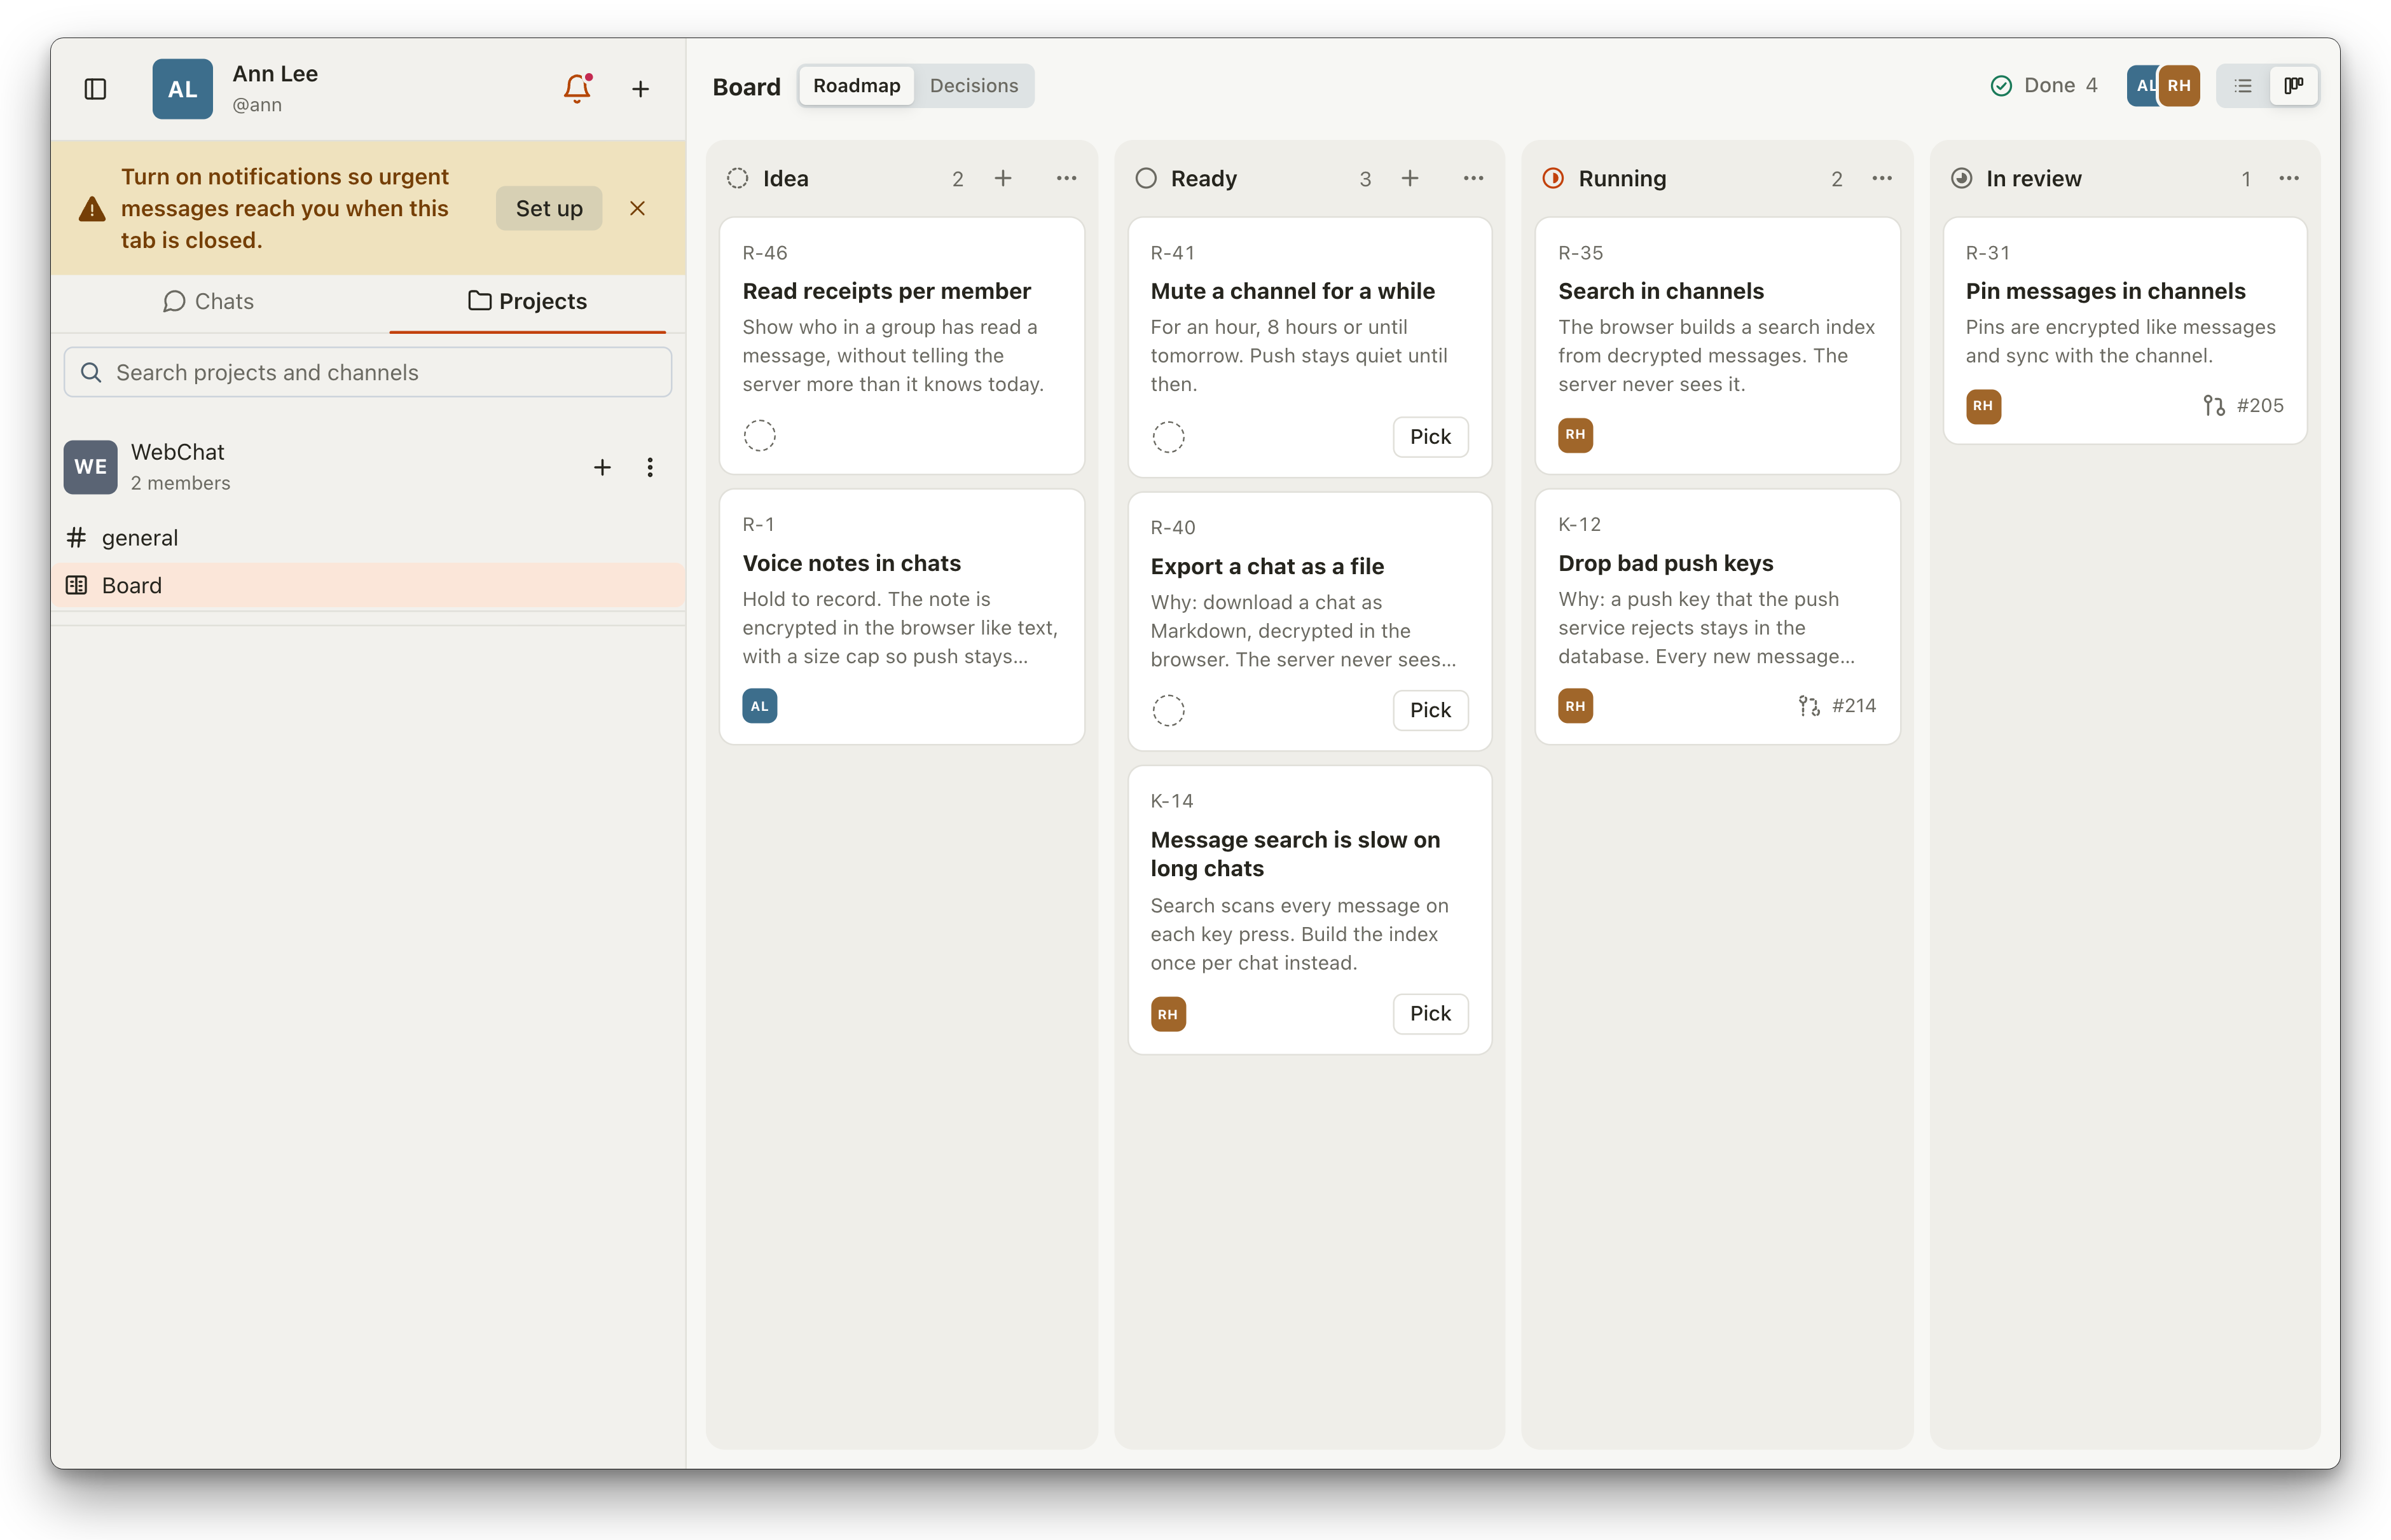 AL
Ann Lee
@ann
Turn on notifications so urgent
messages reach you when this
tab is closed.
Set up
Chats
Projects
Search projects and channels
WE
WebChat
2 members
general
Board
Board
Roadmap
Decisions
Done 4
AL
RH
Idea
2
R-46
Read receipts per member
Show who in a group has read a
message, without telling the
server more than it knows today.
R-1
Voice notes in chats
Hold to record. The note is
encrypted in the browser like text,
with a size cap so push stays...
AL
Ready
3
R-41
Mute a channel for a while
For an hour, 8 hours or until
tomorrow. Push stays quiet until
then.
Pick
R-40
Export a chat as a file
Why: download a chat as
Markdown, decrypted in the
browser. The server never sees...
Pick
K-14
Message search is slow on
long chats
Search scans every message on
each key press. Build the index
once per chat instead.
RH
Pick
Running
2
R-35
Search in channels
The browser builds a search index
from decrypted messages. The
server never sees it.
RH
K-12
Drop bad push keys
Why: a push key that the push
service rejects stays in the
database. Every new message...
RH
#214
In review
1
R-31
Pin messages in channels
Pins are encrypted like messages
and sync with the channel.
RH
#205